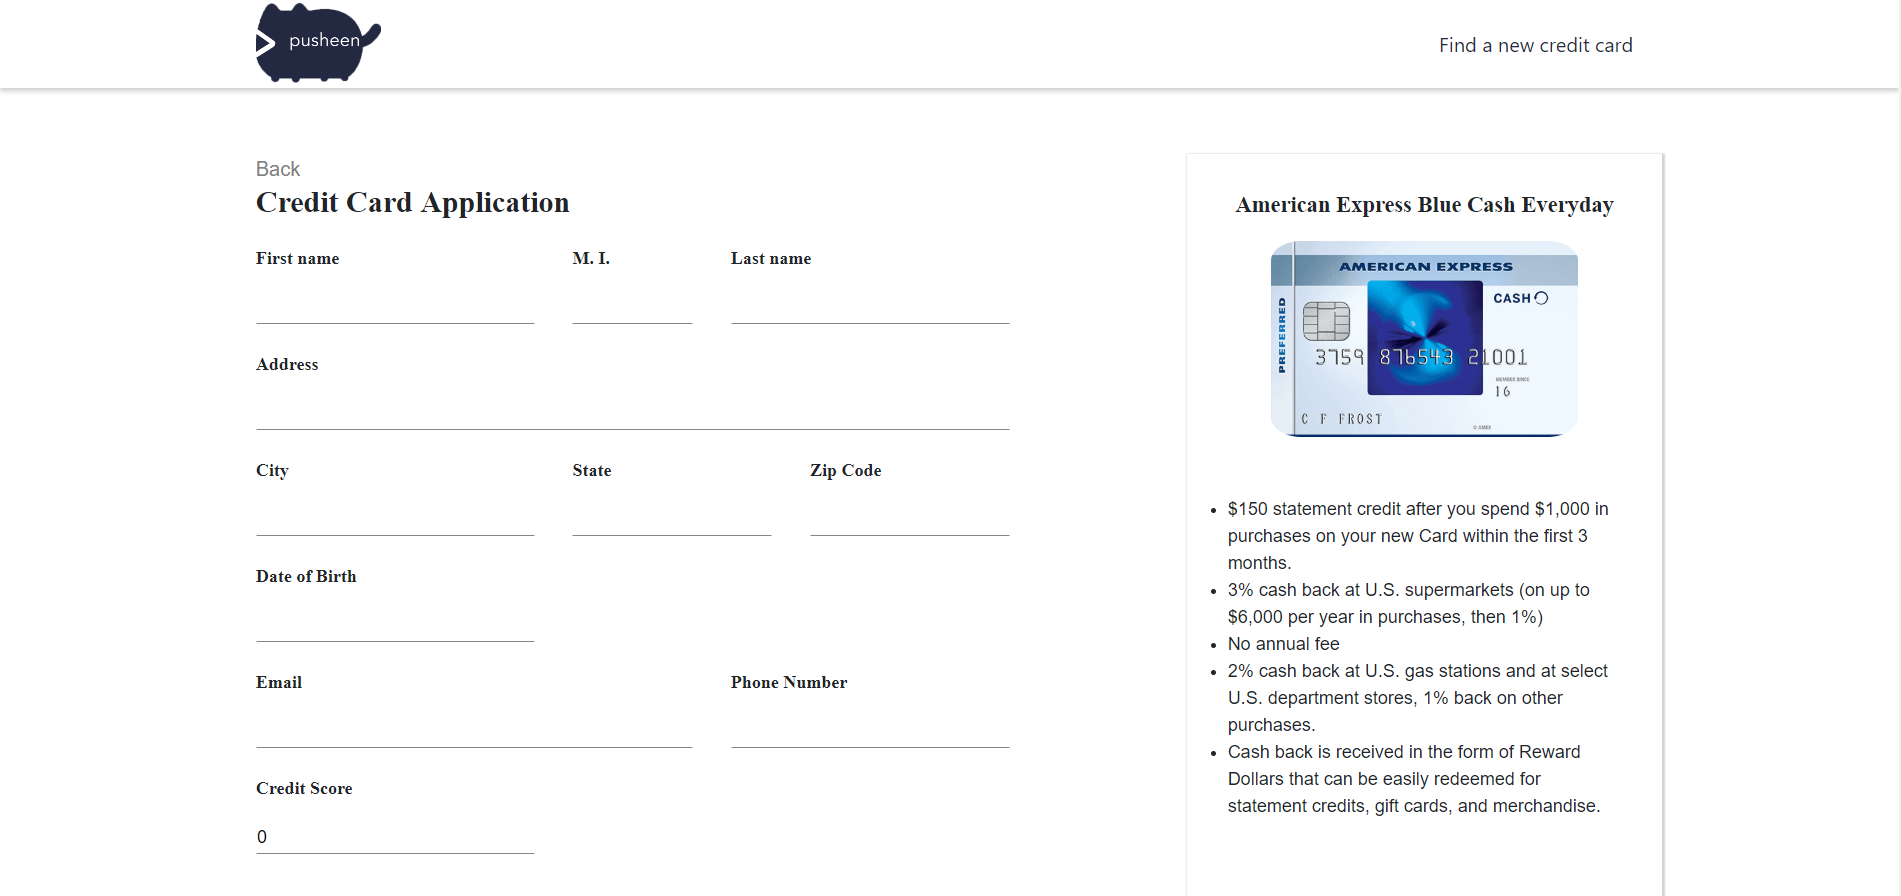 pusheen
Find a new credit card
Back
Credit Card Application
First name M. I. Last name
Address
City State Zip Code
Date of Birth
Email Phone Number
Credit Score
0
American Express Blue Cash Everyday
AMERICAN EXPRESS
CASH
PREFERRED
3759 876543 21001
MEMBER SINCE
16
C F FROST
© AMEX
$150 statement credit after you spend $1,000 in
purchases on your new Card within the first 3
months.
3% cash back at U.S. supermarkets (on up to
$6,000 per year in purchases, then 1%)
No annual fee
2% cash back at U.S. gas stations and at select
U.S. department stores, 1% back on other
purchases.
Cash back is received in the form of Reward
Dollars that can be easily redeemed for
statement credits, gift cards, and merchandise.